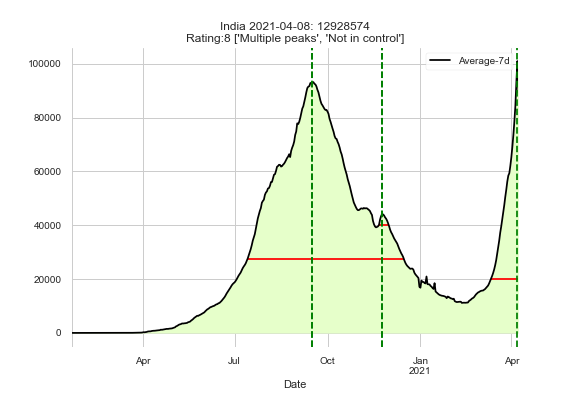 India 2021-04-08: 12928574
Rating:8 ['Multiple peaks', 'Not in control']
Average-7d
100000
80000
60000
40000
20000
0
Apr Jul Oct Jan Apr
2021
Date